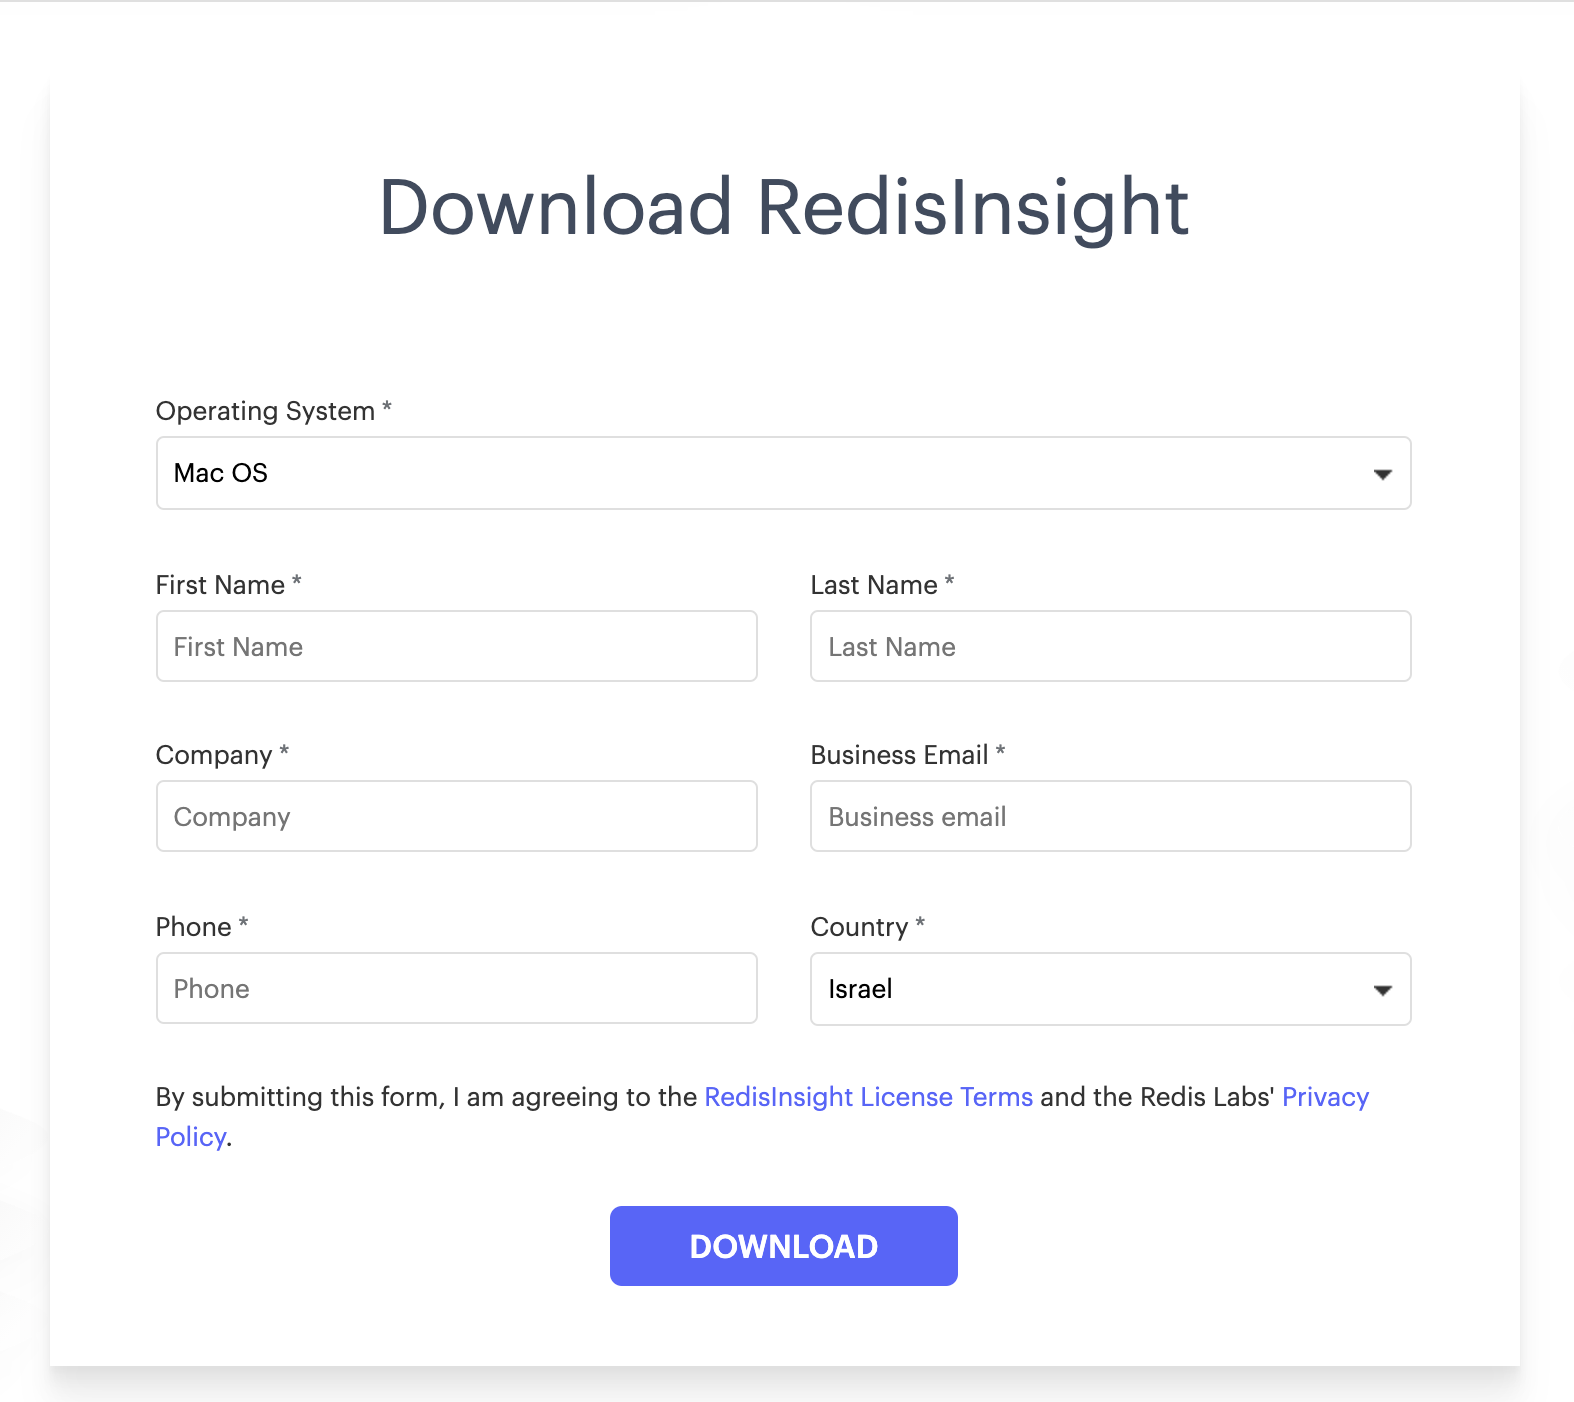 Download RedisInsight
Operating System *
Mac OS
First Name *
Last Name *
First Name
Last Name
Company *
Business Email *
Company
Business email
Phone *
Country *
Phone
Israel
By submitting this form, I am agreeing to the RedisInsight License Terms and the Redis Labs' Privacy
Policy.
DOWNLOAD